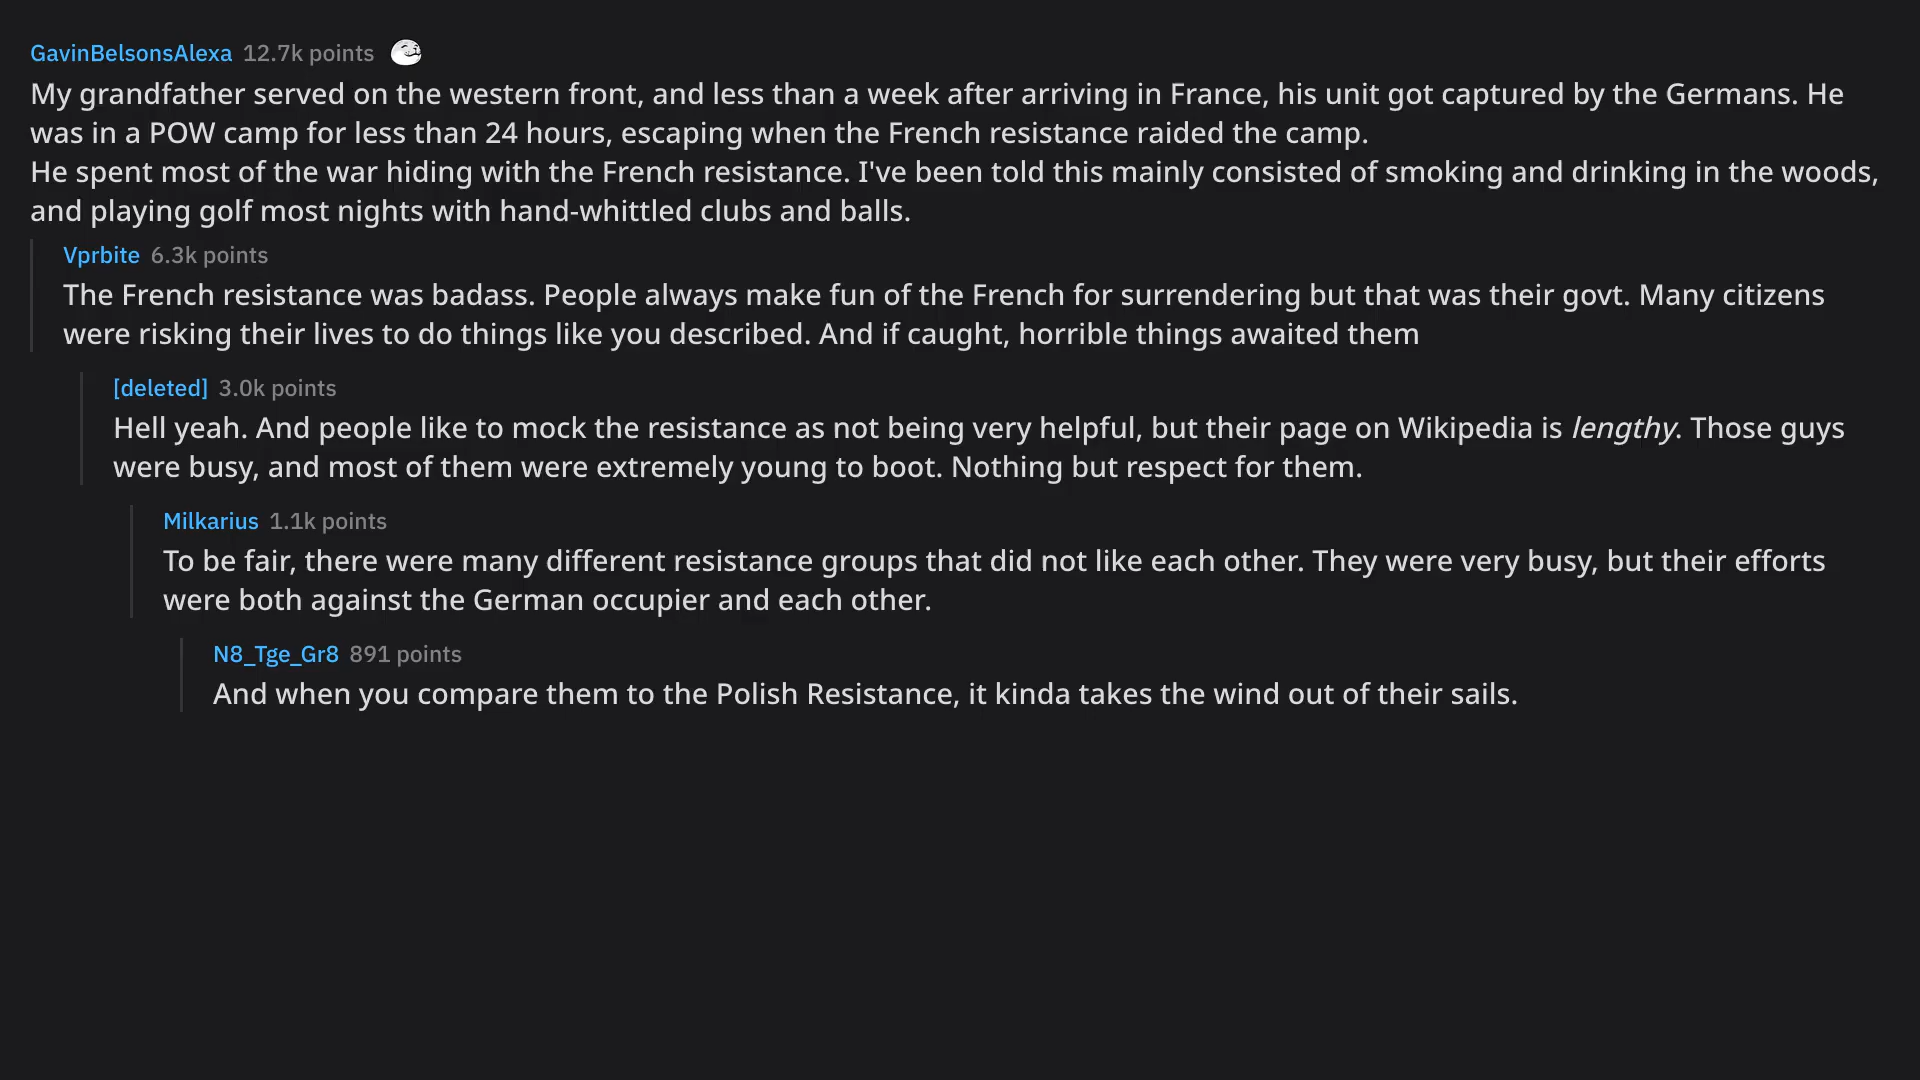 GavinBelsonsAlexa 12.7k points
My grandfather served on the western front, and less than a week after arriving in France, his unit got captured by the Germans. He
was in a POW camp for less than 24 hours, escaping when the French resistance raided the camp.
He spent most of the war hiding with the French resistance. I've been told this mainly consisted of smoking and drinking in the woods,
and playing golf most nights with hand-whittled clubs and balls.
Vprbite 6.3k points
The French resistance was badass. People always make fun of the French for surrendering but that was their govt. Many citizens
were risking their lives to do things like you described. And if caught, horrible things awaited them
[deleted] 3.0k points
Hell yeah. And people like to mock the resistance as not being very helpful, but their page on Wikipedia is lengthy. Those guys
were busy, and most of them were extremely young to boot. Nothing but respect for them.
Milkarius 1.1k points
To be fair, there were many different resistance groups that did not like each other. They were very busy, but their efforts
were both against the German occupier and each other.
N8_Tge_Gr8 891 points
And when you compare them to the Polish Resistance, it kinda takes the wind out of their sails.